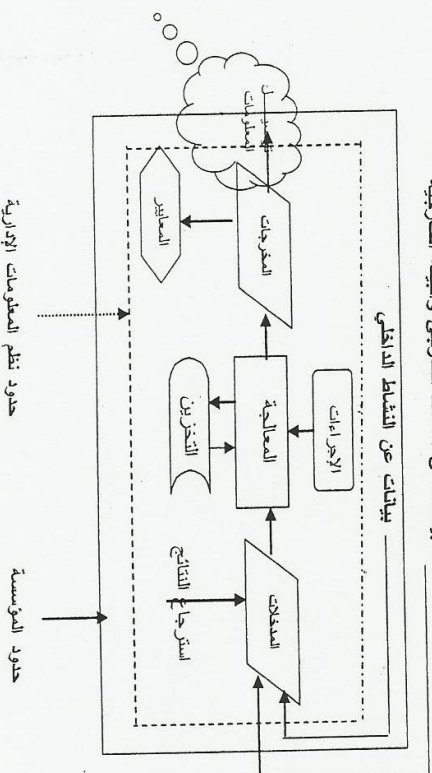 بيانات عن النشاط الداخلي
الإجراءات
المدخلات
المعالجة
المخرجات
المعلومات
التخزين
المعايير
استرجاع النتائج
حدود المؤسسة
حدود نظم المعلومات الإدارية